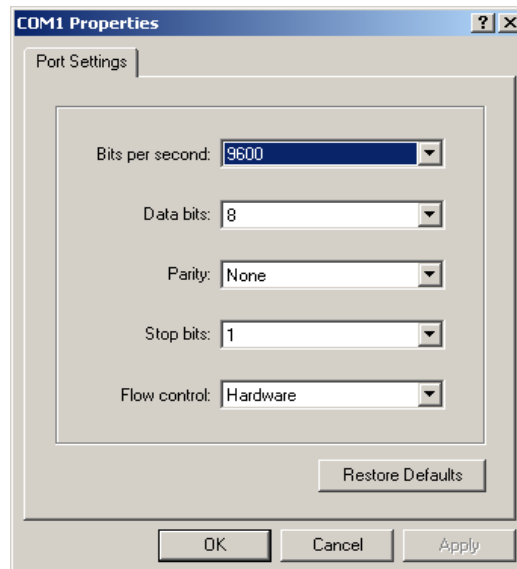 COM1 Properties
Port Settings
Bits per second: 9600
Data bits: 8
Parity: None
Stop bits: 1
Flow control: Hardware
Restore Defaults
OK Cancel Apply